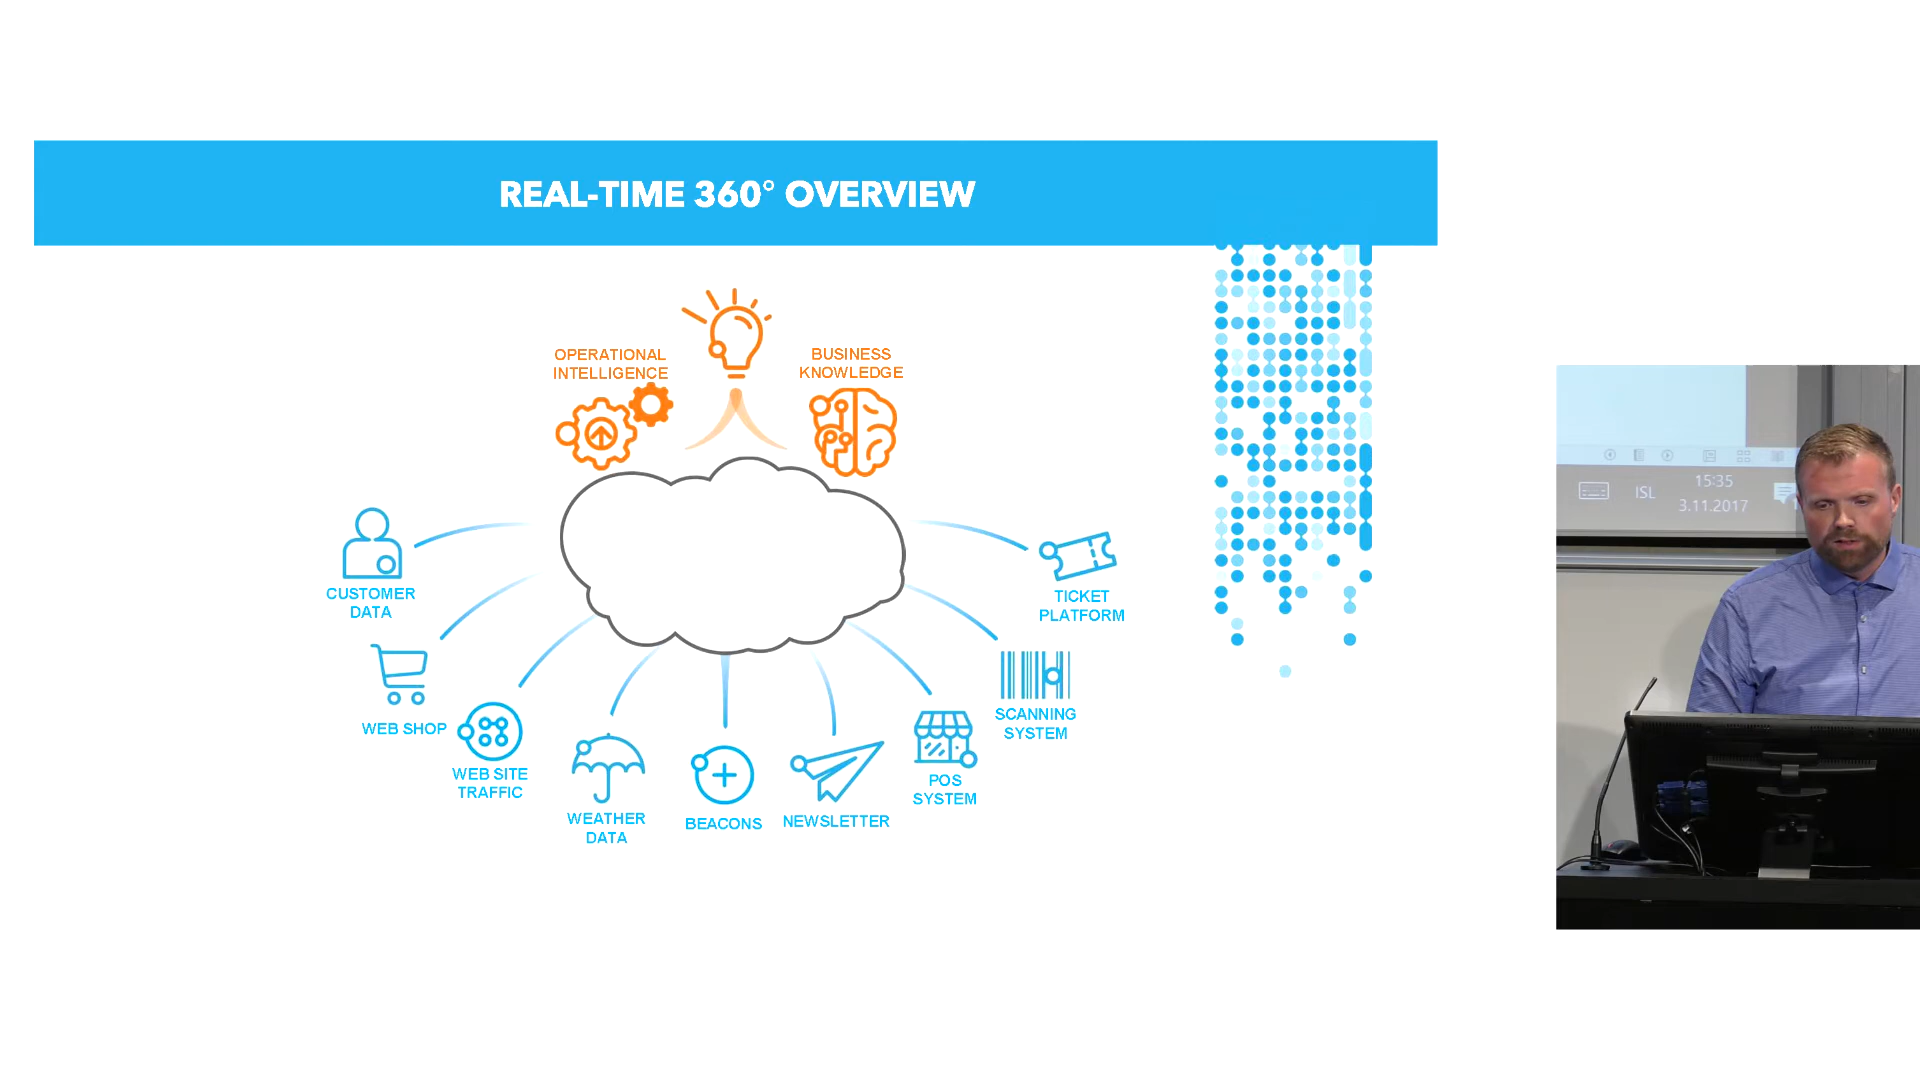 REAL-TIME 360° OVERVIEW
OPERATIONAL
INTELLIGENCE
BUSINESS
KNOWLEDGE
CUSTOMER
DATA
WEB SHOP
WEB SITE
TRAFFIC
WEATHER
DATA
BEACONS
NEWSLETTER
POS
SYSTEM
SCANNING
SYSTEM
TICKET
PLATFORM
ISL
15:35
3.11.2017